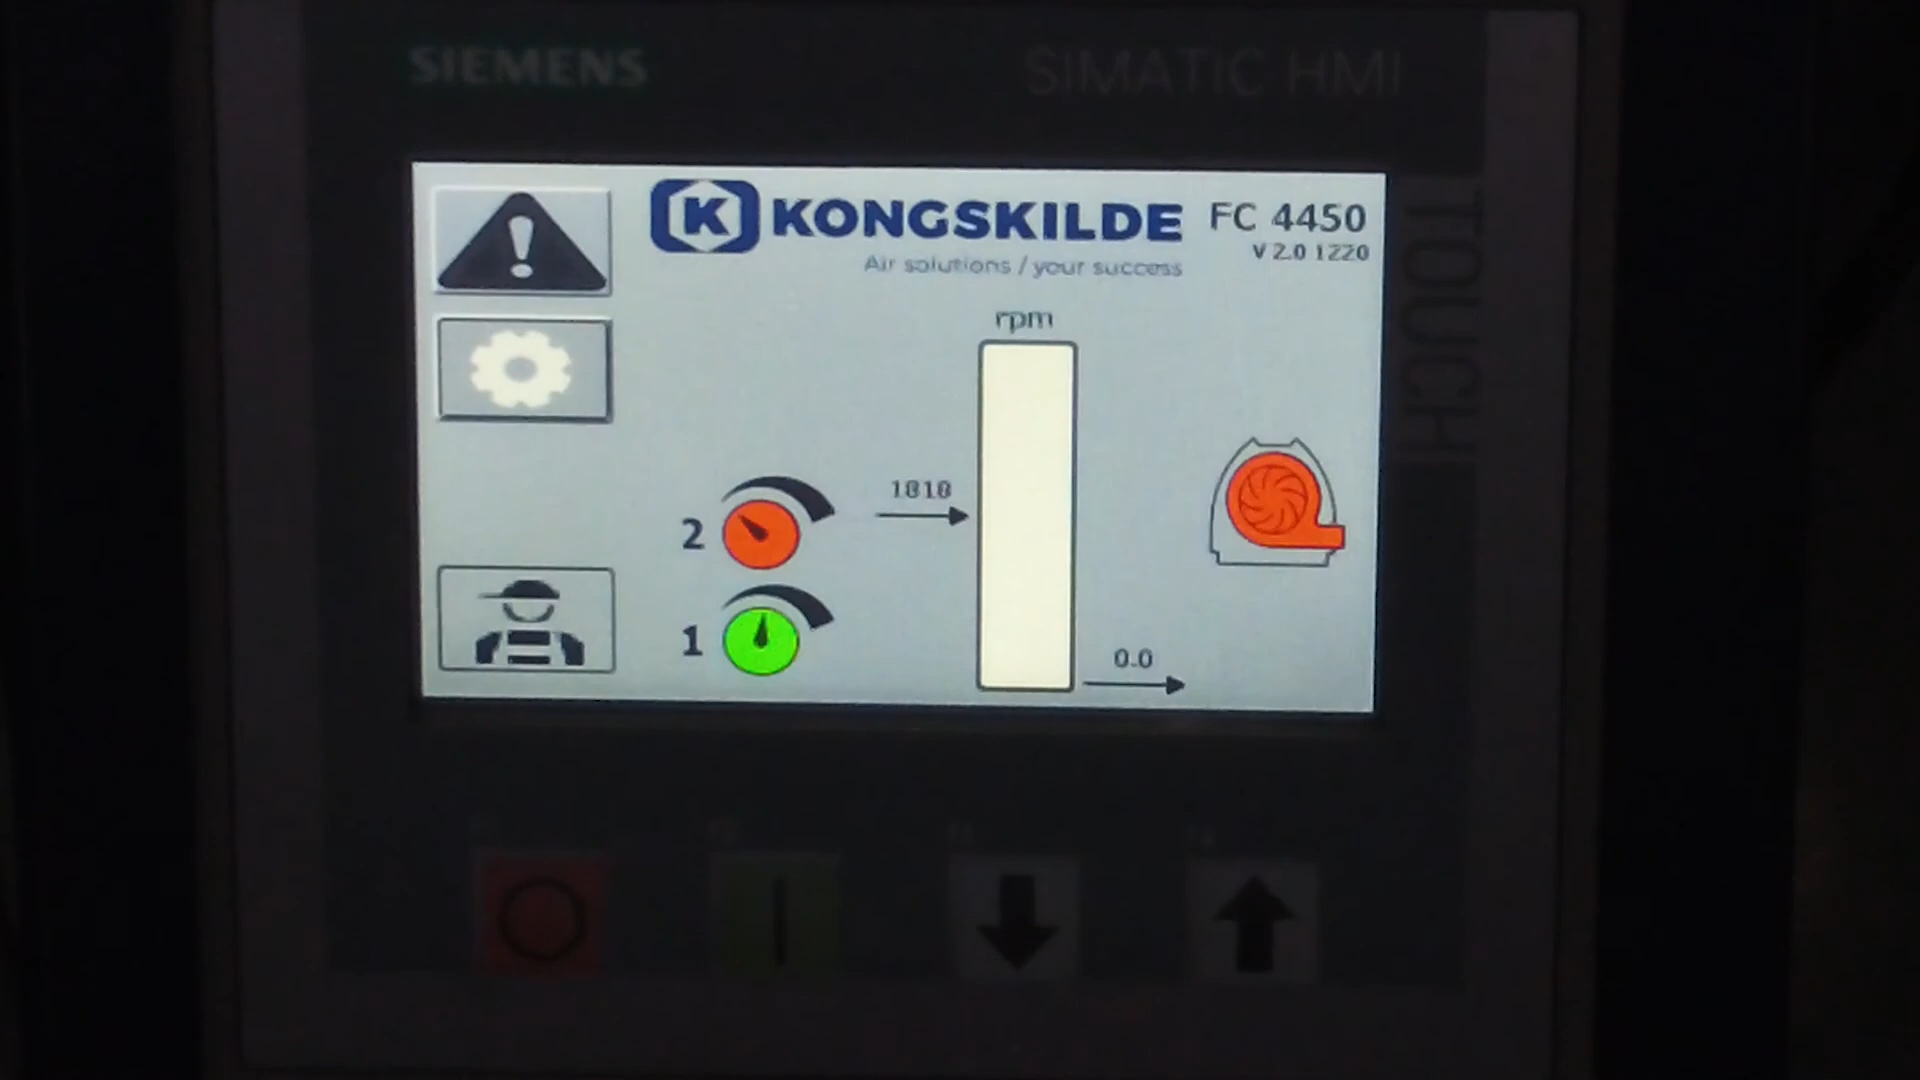 SIEMENS
SIMATIC HMI
TOUCH
K KONGSKILDE
Air solutions / your success
FC 4450
V 2.0 1220
rpm
1818
2
1
0.0